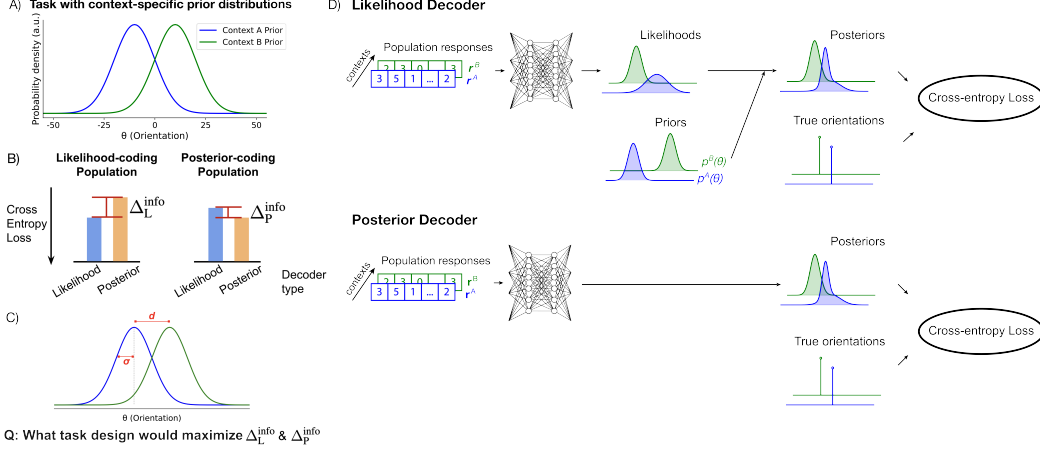 A) Task with context-specific prior distributions
Context A Prior
Context B Prior
Probability density (a.u.)
-50 -25 0 25 50
θ (Orientation)
B) Likelihood-coding Posterior-coding
Population Population
Cross
Entropy
Loss
Δ_L^info
Δ_P^info
Likelihood Posterior Likelihood Posterior
Decoder
type
C)
d
σ
θ (Orientation)
Q: What task design would maximize Δ_L^info & Δ_P^info
D) Likelihood Decoder
contexts
Population responses
2 3 0 3 r^B
3 5 1 ... 2 r^A
Likelihoods
Priors
p^B(θ)
p^A(θ)
Posteriors
True orientations
Cross-entropy Loss
Posterior Decoder
contexts
Population responses
2 3 0 3 r^B
3 5 1 ... 2 r^A
Posteriors
True orientations
Cross-entropy Loss